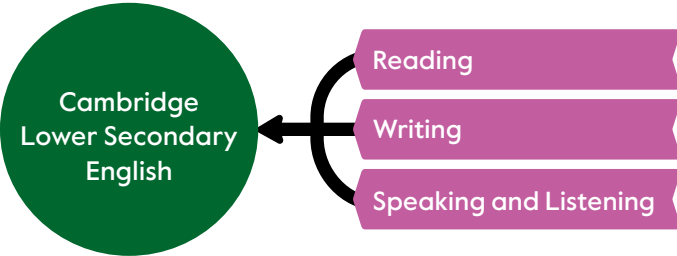 Cambridge
Lower Secondary
English
Reading
Writing
Speaking and Listening